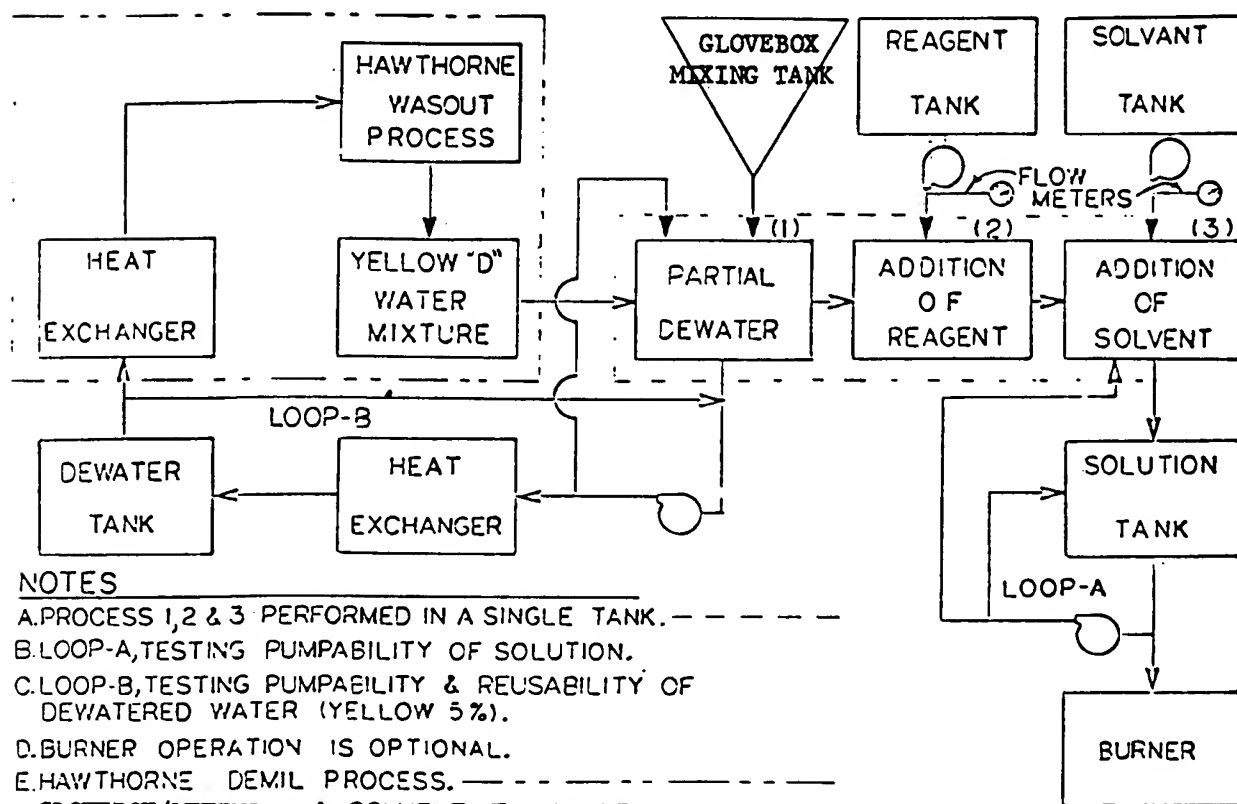 GLOVEBOX
MIXING TANK
REAGENT
TANK
SOLVANT
TANK
HAWTHORNE
WASOUT
PROCESS
FLOW
METERS
HEAT
EXCHANGER
YELLOW "D"
WATER
MIXTURE
(1)
PARTIAL
DEWATER
(2)
ADDITION
OF
REAGENT
(3)
ADDITION
OF
SOLVENT
LOOP-B
DEWATER
TANK
HEAT
EXCHANGER
SOLUTION
TANK
LOOP-A
BURNER
NOTES
A.PROCESS 1,2 & 3 PERFORMED IN A SINGLE TANK.
B.LOOP-A,TESTING PUMPABILITY OF SOLUTION.
C.LOOP-B,TESTING PUMPABILITY & REUSABILITY OF
DEWATERED WATER (YELLOW 5%).
D.BURNER OPERATION IS OPTIONAL.
E.HAWTHORNE DEMIL PROCESS.